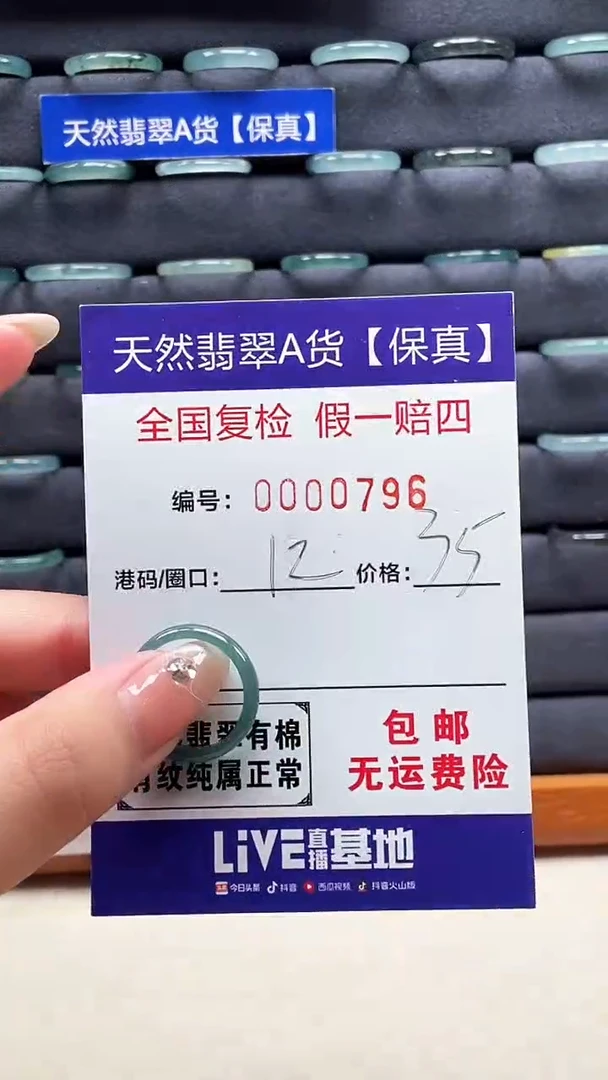 天然翡翠A货【保真】
天然翡翠A货【保真】
全国复检 假一赔四
编号: 0000796
港码/圈口: 12 价格: 35
翡翠有棉
有纹纯属正常
包邮
无运费险
LiVE直播基地
今日头条 抖音 西瓜视频 抖音火山版